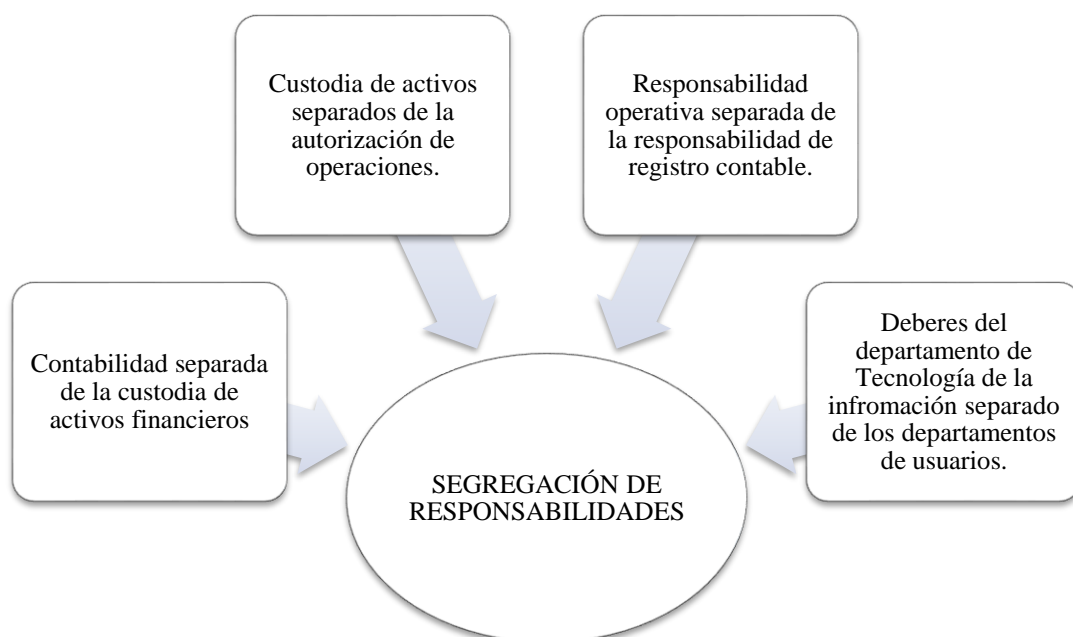 Custodia de activos
separados de la
autorización de
operaciones.
Responsabilidad
operativa separada de
la responsabilidad de
registro contable.
Contabilidad separada
de la custodia de
activos financieros
Deberes del
departamento de
Tecnología de la
infromación separado
de los departamentos
de usuarios.
SEGREGACIÓN DE
RESPONSABILIDADES